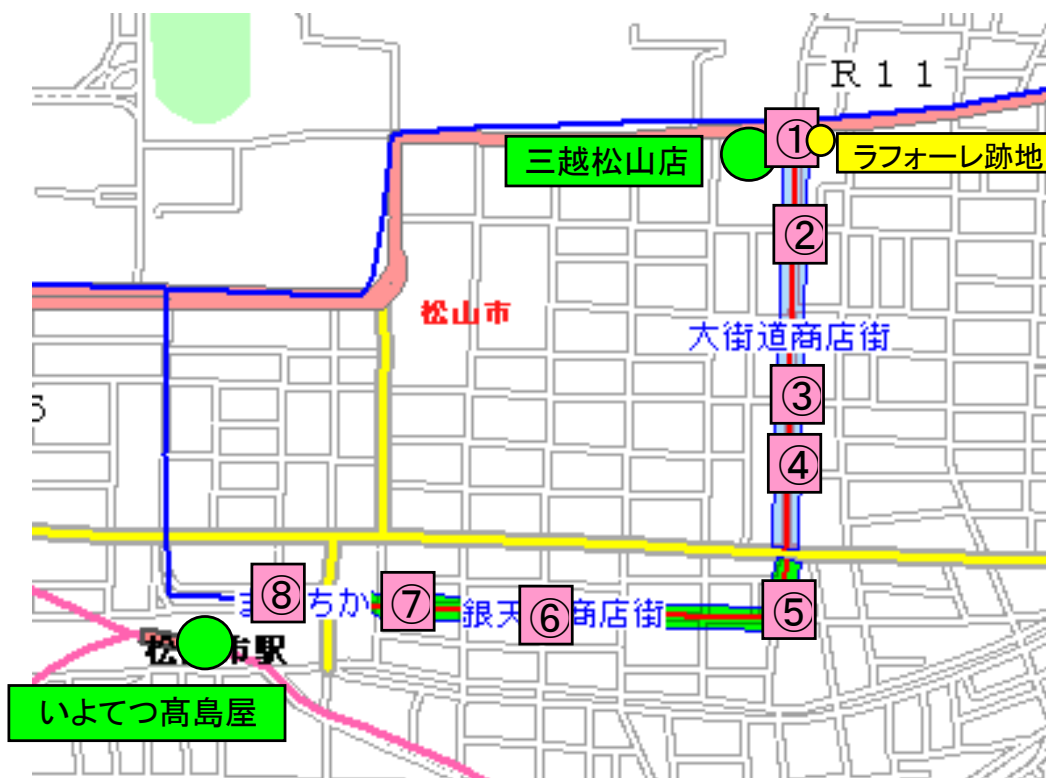 R11
①
三越松山店
ラフォーレ跡地
②
松山市
大街道商店街
③
④
⑧
ちか
⑦
銀天
⑥
商店街
⑤
松
市駅
いよてつ髙島屋